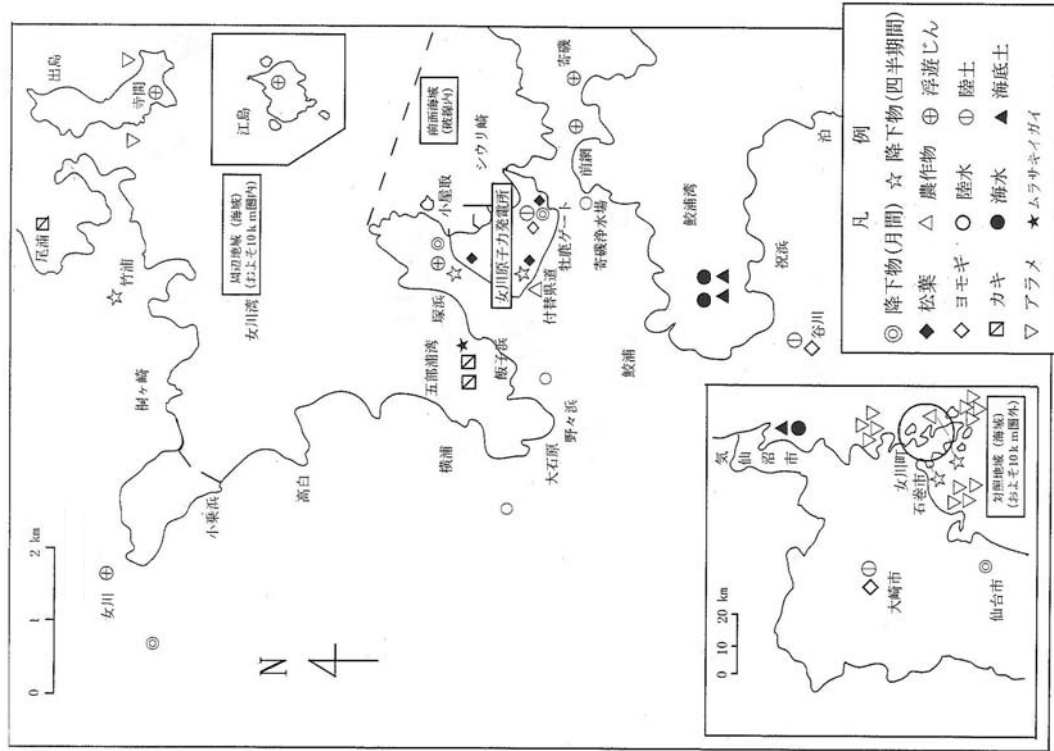 出島
寺間
江島
尾浦
竹浦
周辺地域（海域）
（およそ10km圏内）
女川湾
桐ヶ崎
小乗浜
高白
横浦
女川
0 1 2 km
N
前面海域
（破線内）
シウリ崎
小屋取
女川原子力発電所
牡鹿ゲート
付替県道
塚浜
五部浦湾
飯子浜
野々浜
大石原
寄磯
前網
寄磯浄水場
鮫浦湾
鮫浦
祝浜
谷川
泊
凡 例
降下物(月間)
降下物(四半期間)
松葉
農作物
浮遊じん
ヨモギ
陸水
陸土
カキ
海水
海底土
アラメ
ムラサキイガイ
0 10 20 km
気仙沼市
女川町
石巻市
大崎市
仙台市
対照地域（海域）
（およそ10km圏外）